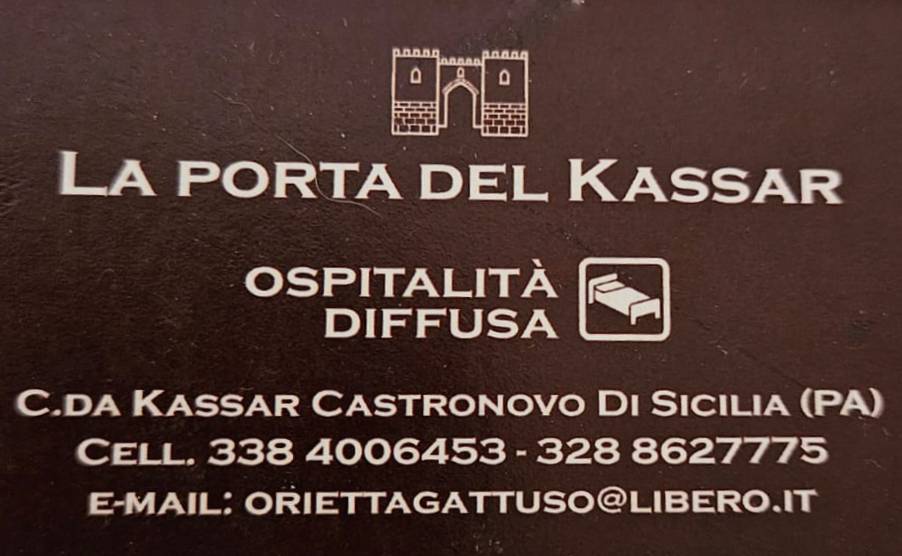 LA PORTA DEL KASSAR
OSPITALITÀ
DIFFUSA
C.DA KASSAR CASTRONOVO DI SICILIA (PA)
CELL. 338 4006453 - 328 8627775
E-MAIL: ORIETTAGATTUSO@LIBERO.IT